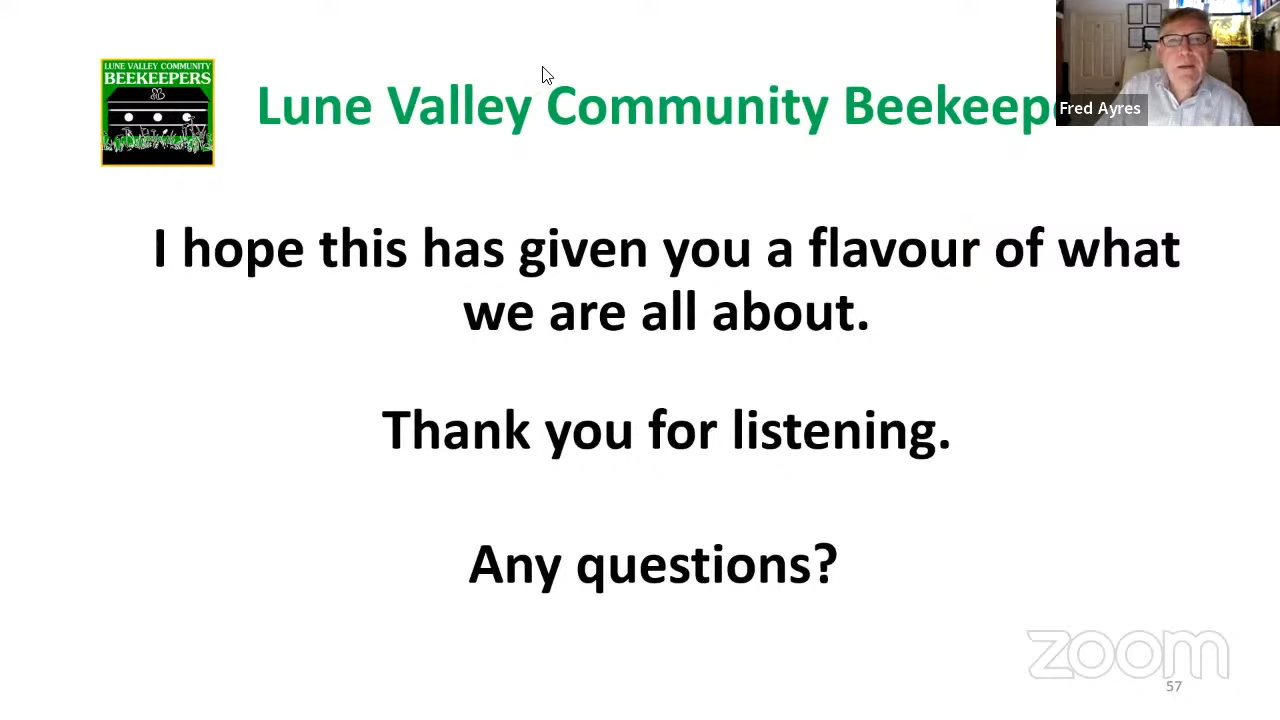 LUNE VALLEY COMMUNITY
BEEKEEPERS
Lune Valley Community Beekeep
Fred Ayres
I hope this has given you a flavour of what
we are all about.
Thank you for listening.
Any questions?
zoom
57